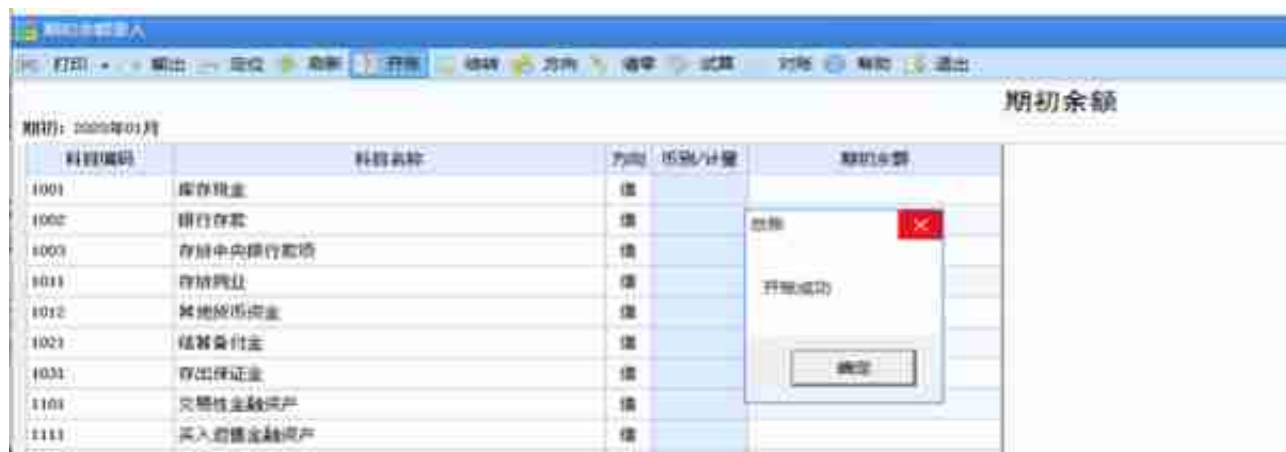 期初余额录入
打印 输出 定位 刷新 开账 结转 方向 清零 试算 对账 帮助 退出
期初余额
期初：2020年01月
科目编码 科目名称 方向 币别/计量 期初余额
1001 库存现金 借
1002 银行存款 借
1003 存放中央银行款项 借
1011 存放同业 借
1012 其他货币资金 借
1021 结算备付金 借
1031 存出保证金 借
1101 交易性金融资产 借
1111 买入返售金融资产 借
总账
开账成功
确定